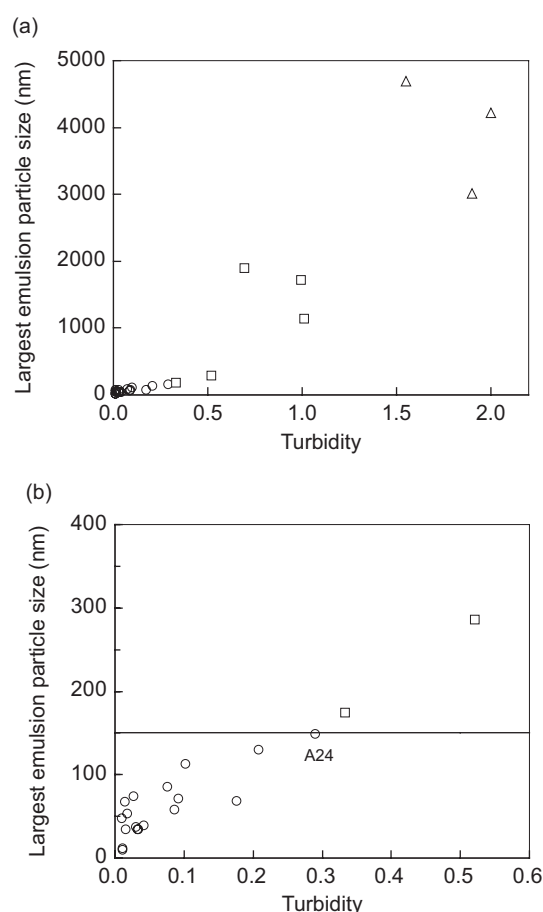 (a)
Largest emulsion particle size (nm)
5000
4000
3000
2000
1000
0
0.0 0.5 1.0 1.5 2.0
Turbidity
(b)
Largest emulsion particle size (nm)
400
300
200
100
0
A24
0.0 0.1 0.2 0.3 0.4 0.5 0.6
Turbidity